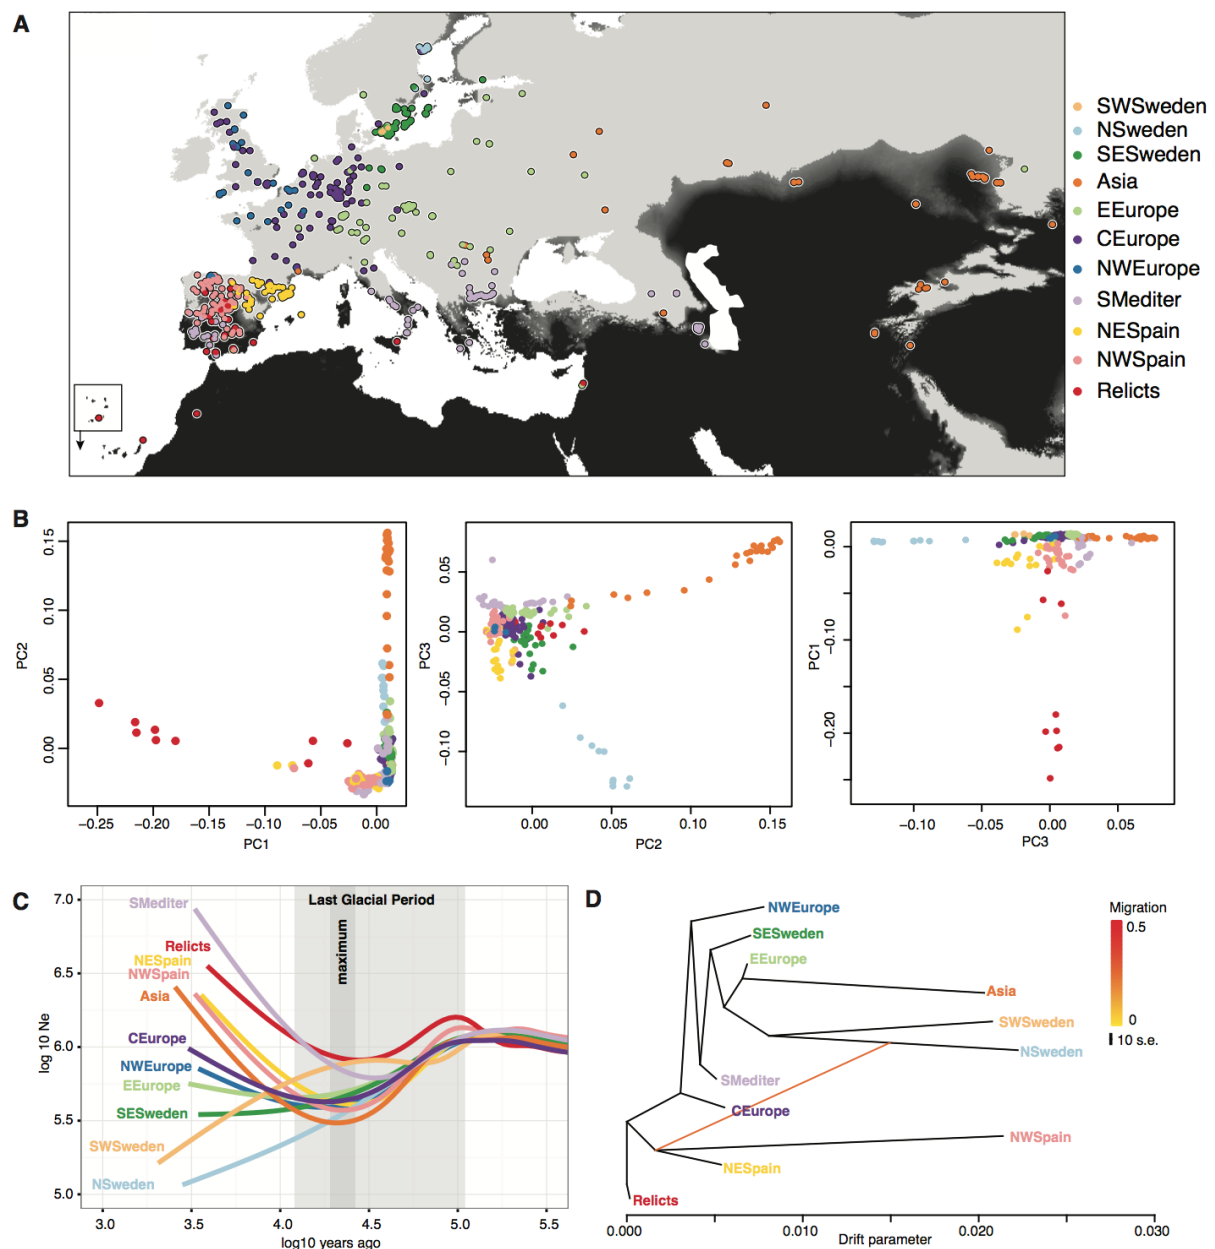 A
SWSweden
NSweden
SESweden
Asia
EEurope
CEurope
NWEurope
SMediter
NESpain
NWSpain
Relicts
B
PC2
0.15
0.10
0.05
0.00
−0.25 −0.20 −0.15 −0.10 −0.05 0.00
PC1
PC3
0.05
0.00
−0.05
−0.10
0.00 0.05 0.10 0.15
PC2
PC1
0.00
−0.10
−0.20
−0.10 −0.05 0.00 0.05
PC3
C
log 10 Ne
7.0
6.5
6.0
5.5
5.0
Last Glacial Period
maximum
SMediter
Relicts
NESpain
NWSpain
Asia
CEurope
NWEurope
EEurope
SESweden
SWSweden
NSweden
3.0 3.5 4.0 4.5 5.0 5.5
log10 years ago
D
NWEurope
SESweden
EEurope
Asia
SWSweden
NSweden
SMediter
CEurope
NWSpain
NESpain
Relicts
Migration
0.5
0
10 s.e.
0.000 0.010 0.020 0.030
Drift parameter